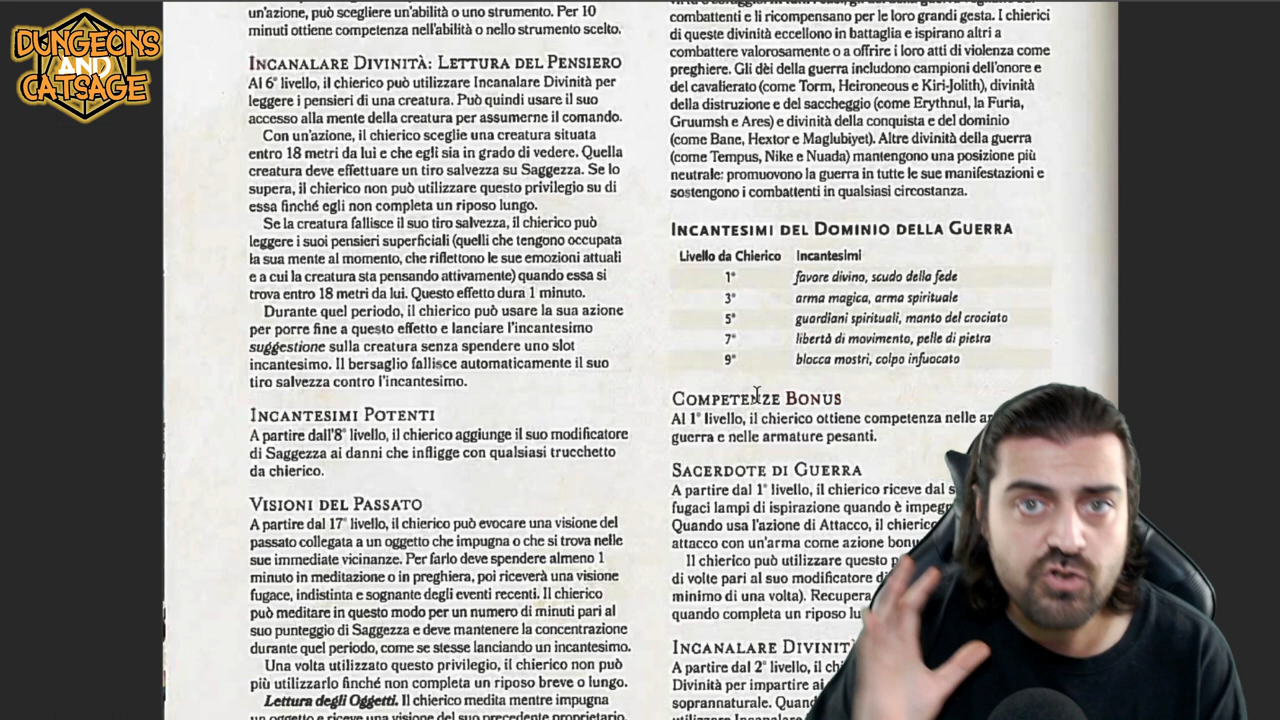 DUNGEONS
AND
CATSAGE
un'azione, può scegliere un'abilità o uno strumento. Per 10
minuti ottiene competenza nell'abilità o nello strumento scelto.
Incanalare Divinità: Lettura del Pensiero
Al 6° livello, il chierico può utilizzare Incanalare Divinità per
leggere i pensieri di una creatura. Può quindi usare il suo
accesso alla mente della creatura per assumerne il comando.
Con un'azione, il chierico sceglie una creatura situata
entro 18 metri da lui e che egli sia in grado di vedere. Quella
creatura deve effettuare un tiro salvezza su Saggezza. Se lo
supera, il chierico non può utilizzare questo privilegio su di
essa finché egli non completa un riposo lungo.
Se la creatura fallisce il suo tiro salvezza, il chierico può
leggere i suoi pensieri superficiali (quelli che tengono occupata
la sua mente al momento, che riflettono le sue emozioni attuali
e a cui la creatura sta pensando attivamente) quando essa si
trova entro 18 metri da lui. Questo effetto dura 1 minuto.
Durante quel periodo, il chierico può usare la sua azione
per porre fine a questo effetto e lanciare l'incantesimo
suggestione sulla creatura senza spendere uno slot
incantesimo. Il bersaglio fallisce automaticamente il suo
tiro salvezza contro l'incantesimo.
Incantesimi Potenti
A partire dall'8° livello, il chierico aggiunge il suo modificatore
di Saggezza ai danni che infligge con qualsiasi trucchetto
da chierico.
Visioni del Passato
A partire dal 17° livello, il chierico può evocare una visione del
passato collegata a un oggetto che impugna o che si trova nelle
sue immediate vicinanze. Per farlo deve spendere almeno 1
minuto in meditazione o in preghiera, poi riceverà una visione
fugace, indistinta e sognante degli eventi recenti. Il chierico
può meditare in questo modo per un numero di minuti pari al
suo punteggio di Saggezza e deve mantenere la concentrazione
durante quel periodo, come se stesse lanciando un incantesimo.
Una volta utilizzato questo privilegio, il chierico non può
più utilizzarlo finché non completa un riposo breve o lungo.
Lettura degli Oggetti. Il chierico medita mentre impugna
un oggetto e riceve una visione del suo precedente proprietario.
combattenti e li ricompensano per le loro grandi gesta. I chierici
di queste divinità eccellono in battaglia e ispirano altri a
combattere valorosamente o a offrire i loro atti di violenza come
preghiere. Gli dèi della guerra includono campioni dell'onore e
del cavalierato (come Torm, Heironeous e Kiri-Jolith), divinità
della distruzione e del saccheggio (come Erythnul, la Furia,
Gruumsh e Ares) e divinità della conquista e del dominio
(come Bane, Hextor e Maglubiyet). Altre divinità della guerra
(come Tempus, Nike e Nuada) mantengono una posizione più
neutrale: promuovono la guerra in tutte le sue manifestazioni e
sostengono i combattenti in qualsiasi circostanza.
Incantesimi del Dominio della Guerra
Livello da Chierico Incantesimi
1° favore divino, scudo della fede
3° arma magica, arma spirituale
5° guardiani spirituali, manto del crociato
7° libertà di movimento, pelle di pietra
9° blocca mostri, colpo infuocato
Competenze Bonus
Al 1° livello, il chierico ottiene competenza nelle
guerra e nelle armature pesanti.
Sacerdote di Guerra
A partire dal 1° livello, il chierico riceve dal
fugaci lampi di ispirazione quando è
Quando usa l'azione di Attacco, il chierico
attacco con un'arma come azione
Il chierico può utilizzare questo
di volte pari al suo modificatore
minimo di una volta). Recupera
quando completa un riposo
Incanalare
A partire dal 2° livello, il
Divinità per impartire ai
soprannaturale.